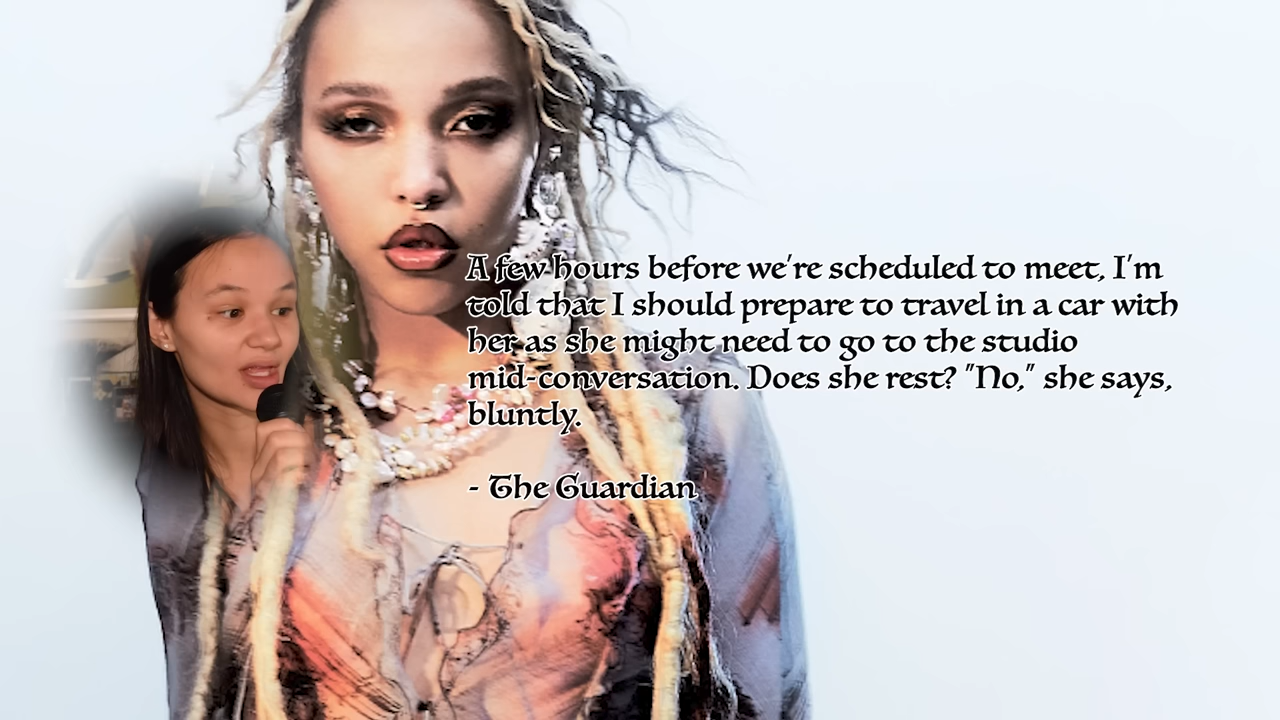 A few hours before we're scheduled to meet, I'm
told that I should prepare to travel in a car with
her as she might need to go to the studio
mid-conversation. Does she rest? "No," she says,
bluntly.
- The Guardian